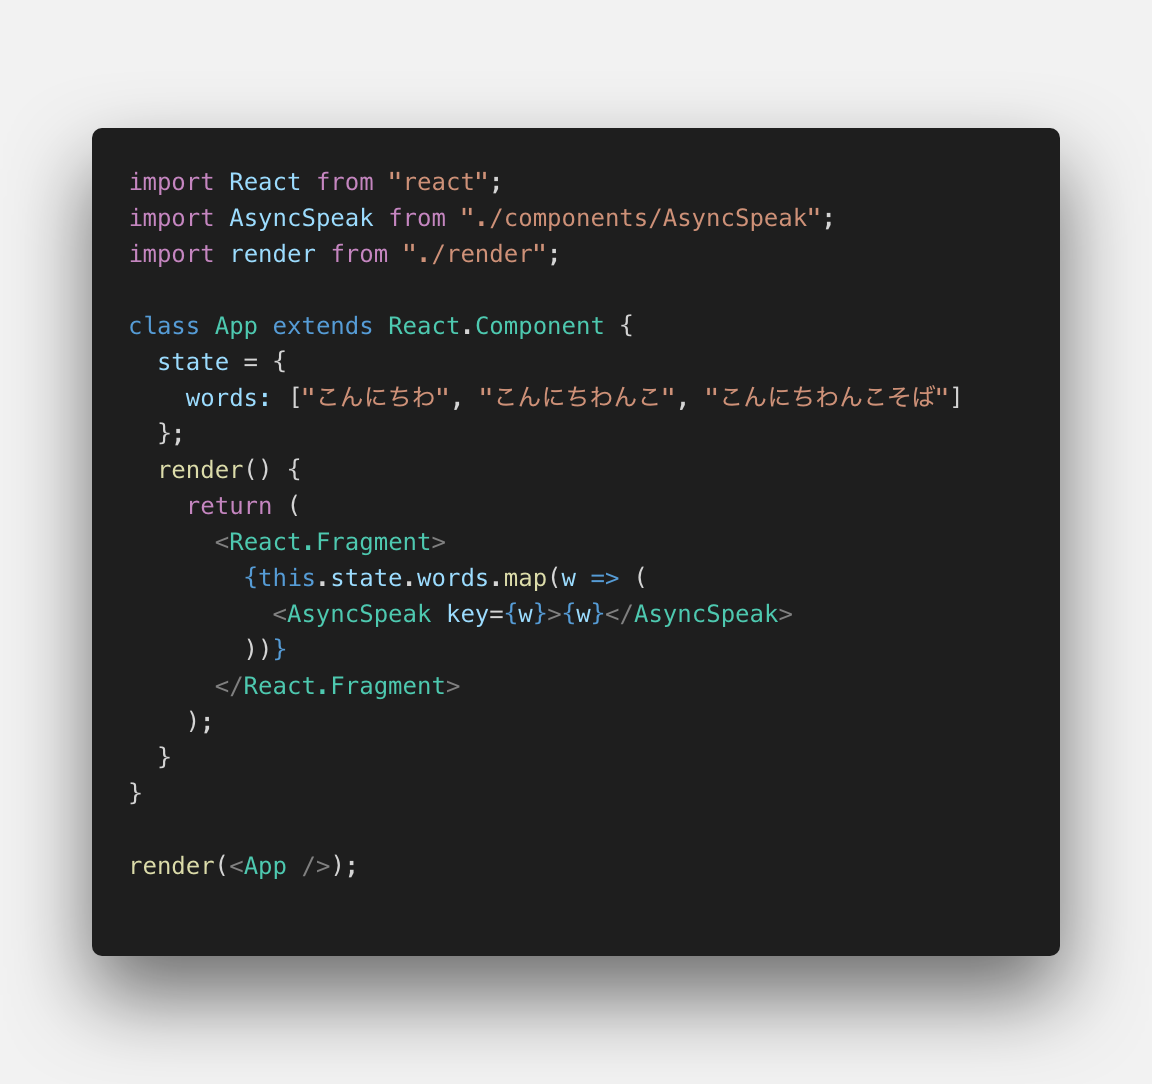 import React from "react";
import AsyncSpeak from "./components/AsyncSpeak";
import render from "./render";

class App extends React.Component {
  state = {
    words: ["こんにちわ", "こんにちわんこ", "こんにちわんこそば"]
  };
  render() {
    return (
      <React.Fragment>
        {this.state.words.map(w => (
          <AsyncSpeak key={w}>{w}</AsyncSpeak>
        ))}
      </React.Fragment>
    );
  }
}

render(<App />);